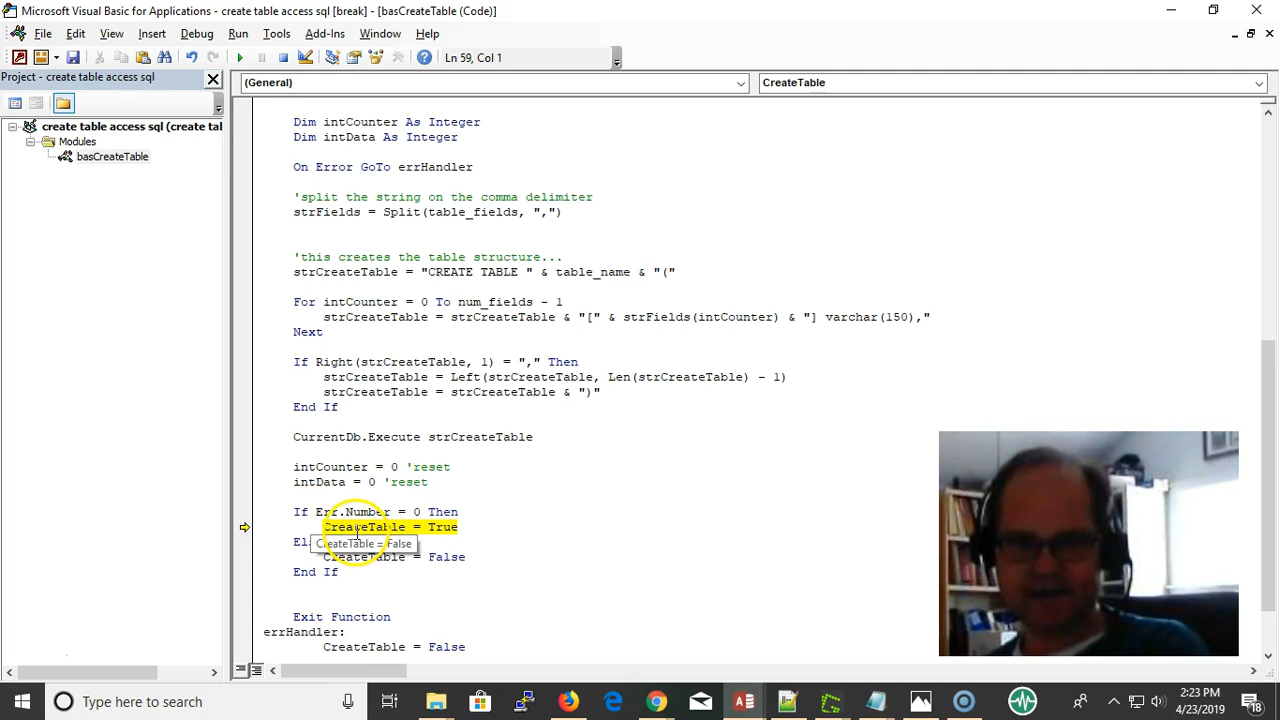 Microsoft Visual Basic for Applications - create table access sql [break] - [basCreateTable (Code)]
File Edit View Insert Format Debug Run Tools Add-Ins Window Help
Ln 59, Col 1
Project - create table access sql
(General)
CreateTable
create table access sql (create tal
Modules
basCreateTable
Dim intCounter As Integer
Dim intData As Integer
On Error GoTo errHandler
'split the string on the comma delimiter
strFields = Split(table_fields, ",")
'this creates the table structure...
strCreateTable = "CREATE TABLE " & table_name & "("
For intCounter = 0 To num_fields - 1
strCreateTable = strCreateTable & "[" & strFields(intCounter) & "] varchar(150),"
Next
If Right(strCreateTable, 1) = "," Then
strCreateTable = Left(strCreateTable, Len(strCreateTable) - 1)
strCreateTable = strCreateTable & ")"
End If
CurrentDb.Execute strCreateTable
intCounter = 0 'reset
intData = 0 'reset
If Err.Number = 0 Then
CreateTable = True
El
CreateTable = False
CreateTable = False
End If
Exit Function
errHandler:
CreateTable = False
Type here to search
2:23 PM
4/23/2019
18